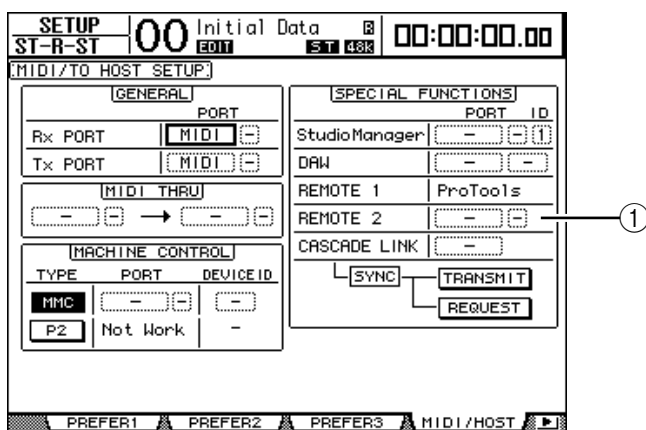 SETUP
ST-R-ST
00 Initial Data B
EDIT ST 48K
00:00:00.00
MIDI/TO HOST SETUP
GENERAL
PORT
Rx PORT MIDI -
Tx PORT MIDI -
MIDI THRU
- - → - -
MACHINE CONTROL
TYPE PORT DEVICE ID
MMC - - -
P2 Not Work -
SPECIAL FUNCTIONS
PORT ID
StudioManager - - 1
DAW - -
REMOTE 1 ProTools
REMOTE 2 - -
CASCADE LINK -
SYNC TRANSMIT
REQUEST
1
PREFER1 PREFER2 PREFER3 MIDI/HOST